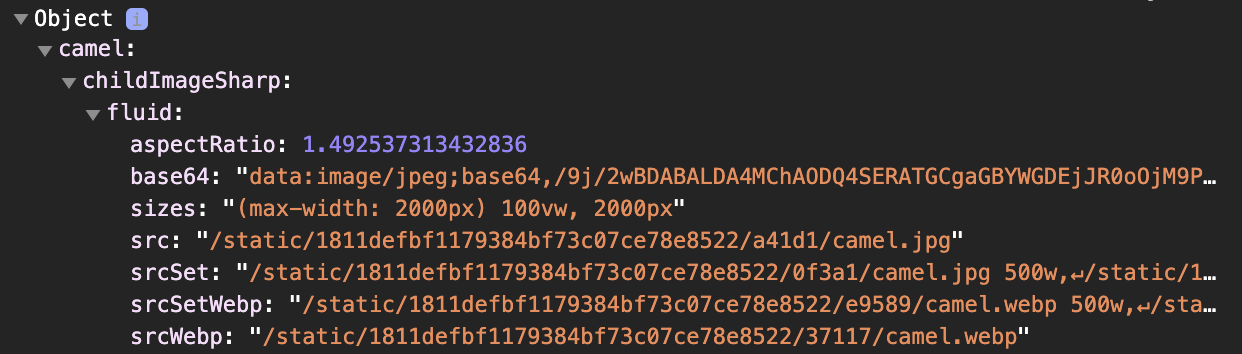 ▼ Object i
▼ camel:
▼ childImageSharp:
▼ fluid:
aspectRatio: 1.492537313432836
base64: "data:image/jpeg;base64,/9j/2wBDABALDA4MChAODQ4SERATGCgaGBYWGDEjJR0oOjM9P…
sizes: "(max-width: 2000px) 100vw, 2000px"
src: "/static/1811defbf1179384bf73c07ce78e8522/a41d1/camel.jpg"
srcSet: "/static/1811defbf1179384bf73c07ce78e8522/0f3a1/camel.jpg 500w,↵/static/1…
srcSetWebp: "/static/1811defbf1179384bf73c07ce78e8522/e9589/camel.webp 500w,↵/sta…
srcWebp: "/static/1811defbf1179384bf73c07ce78e8522/37117/camel.webp"